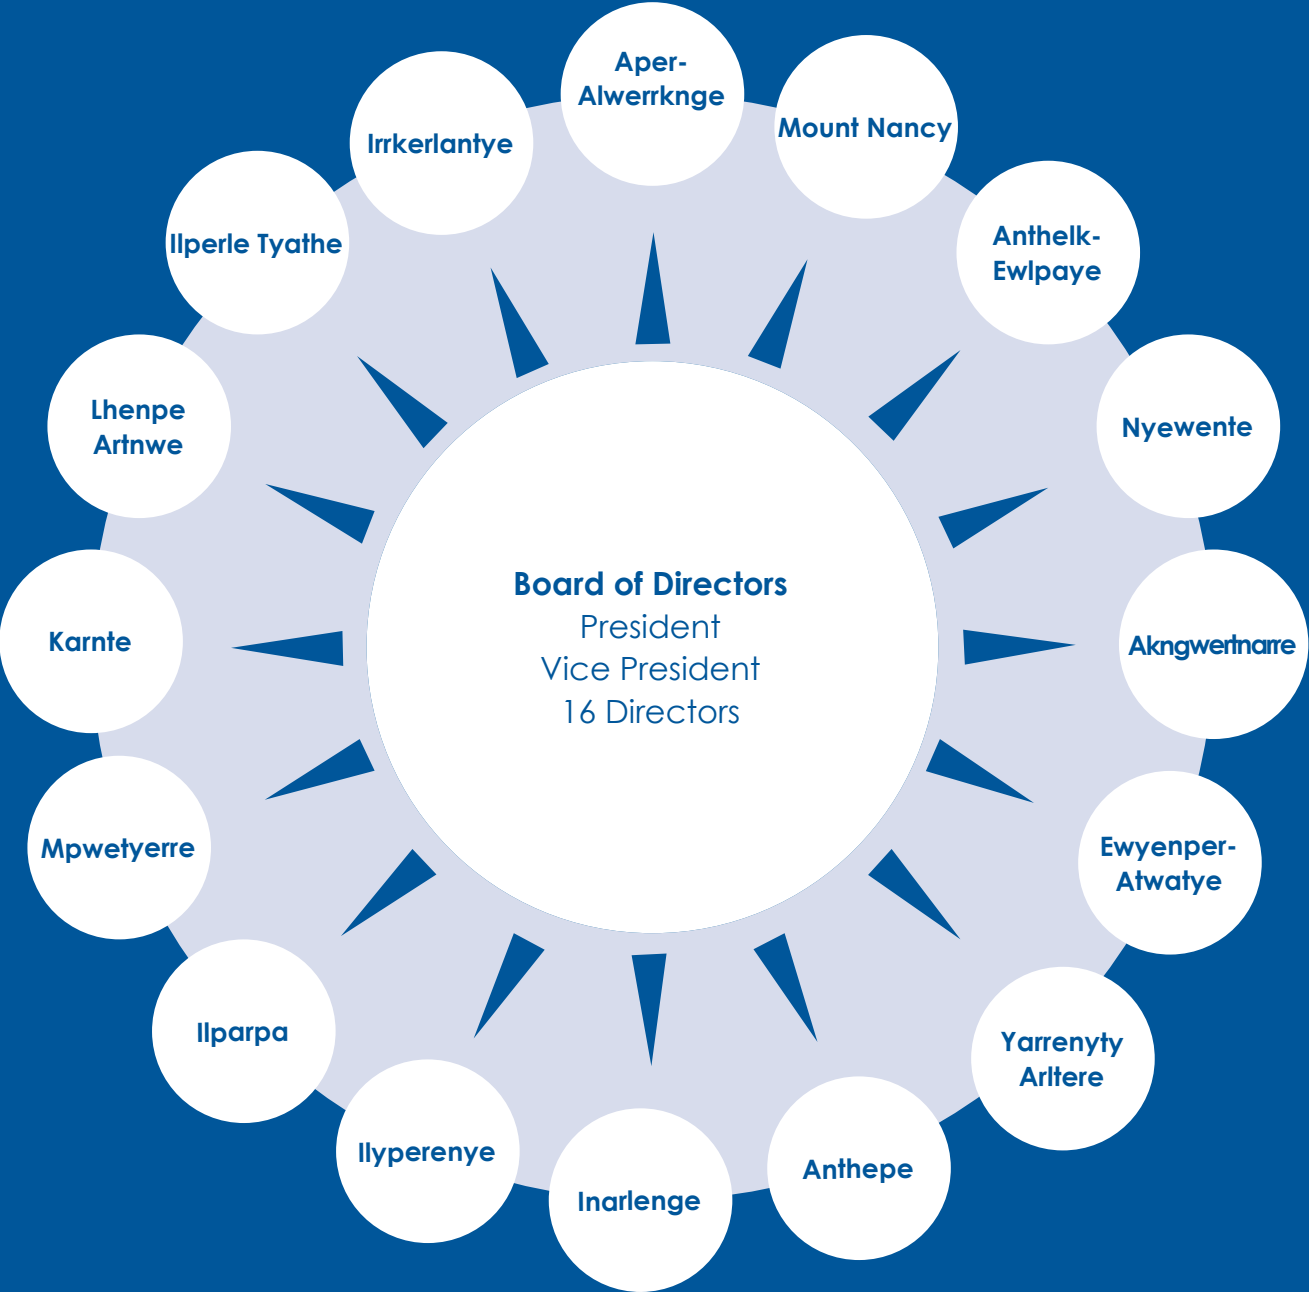 Aper-
Alwerrknge
Mount Nancy
Anthelk-
Ewlpaye
Nyewente
Akngwertnarre
Ewyenper-
Atwatye
Yarrenyty
Arltere
Anthepe
Inarlenge
Ilyperenye
Ilparpa
Mpwetyerre
Karnte
Lhenpe
Artnwe
Ilperle Tyathe
Irrkerlantye
Board of Directors
President
Vice President
16 Directors